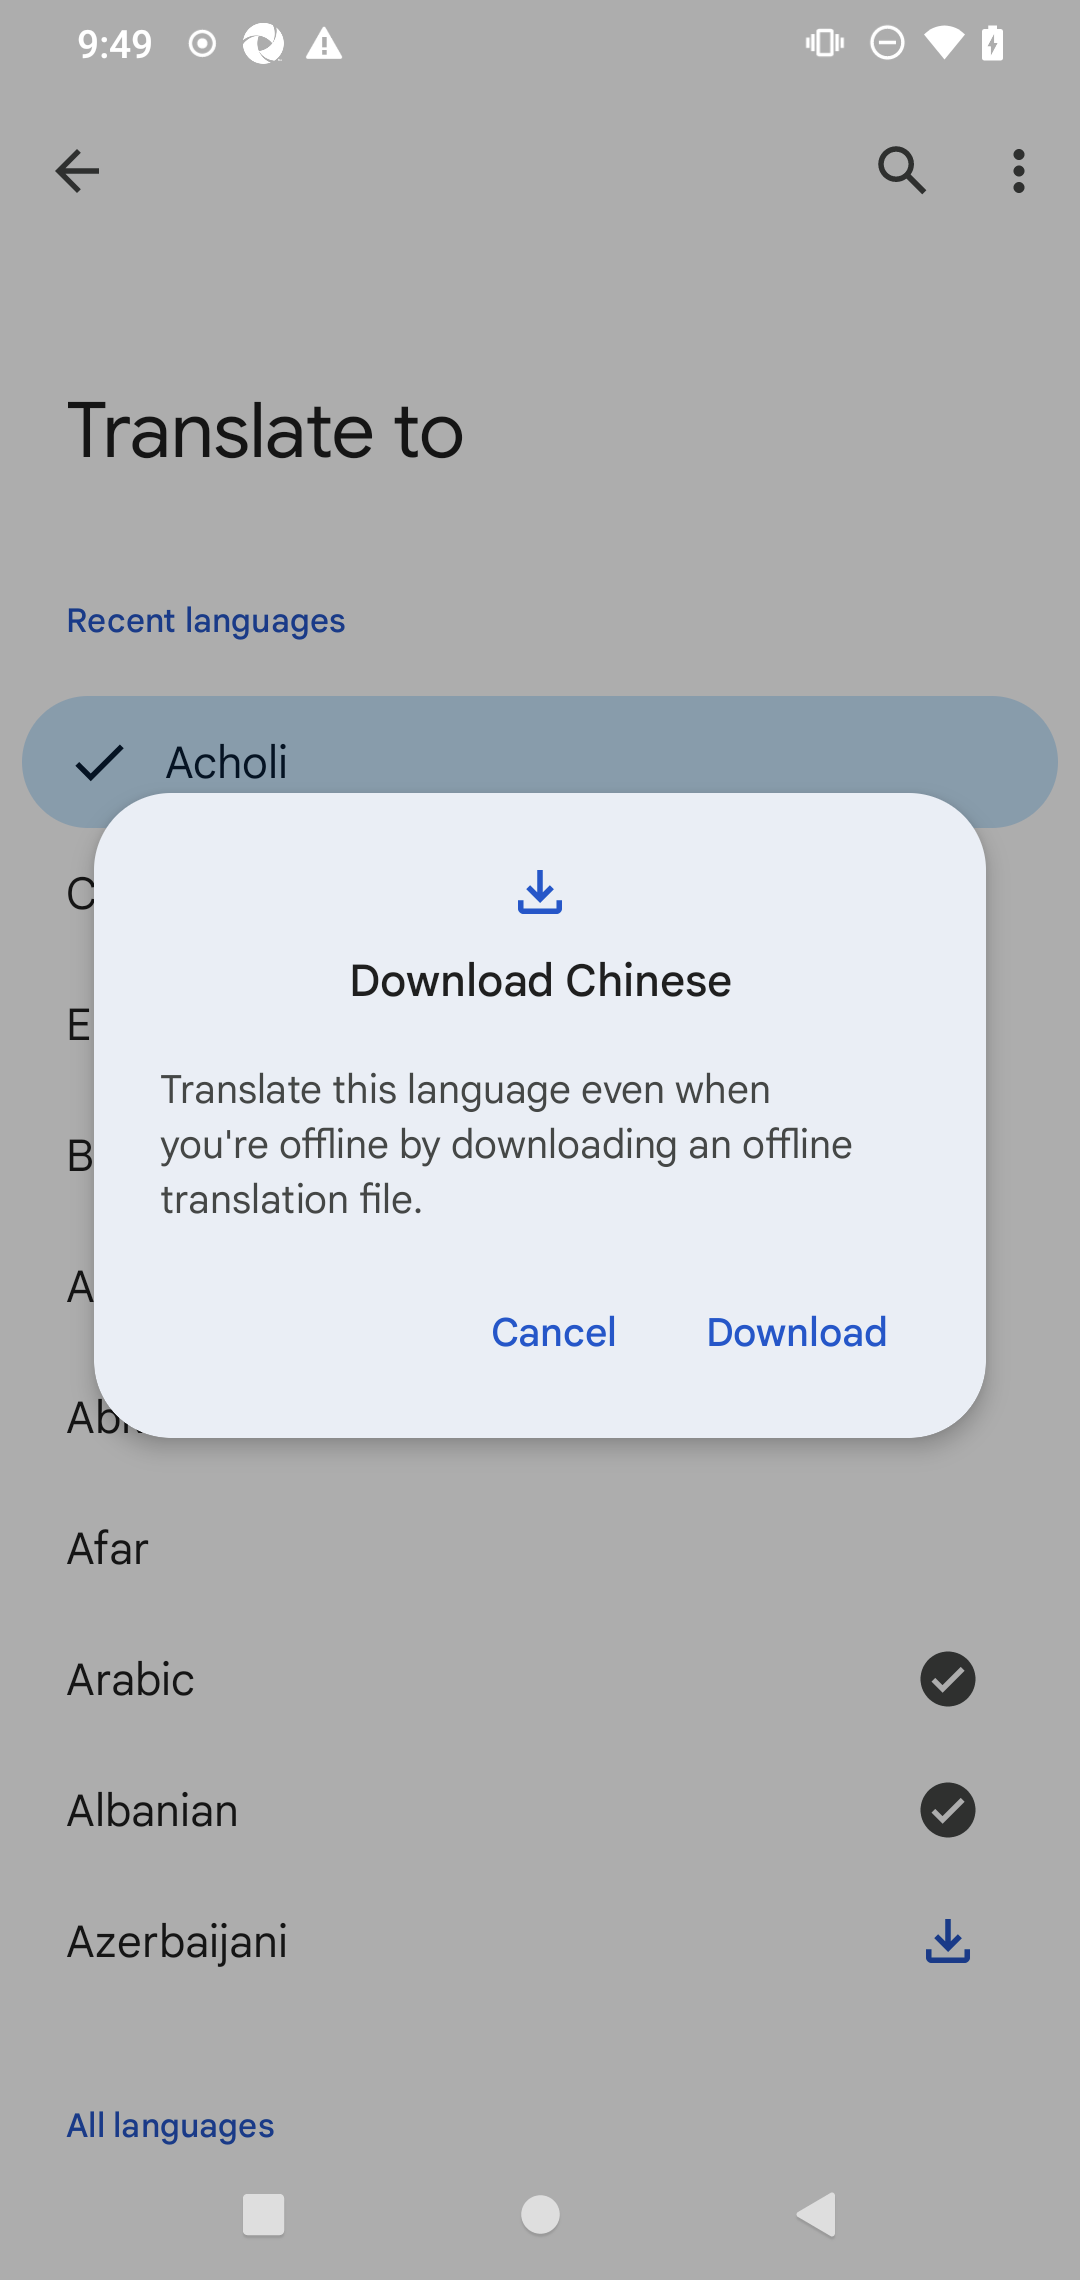 9:49
Translate to
Recent languages
Acholi
Download Chinese
Translate this language even when
you're offline by downloading an offline
translation file.
Cancel
Download
Afar
Arabic
Albanian
Azerbaijani
All languages